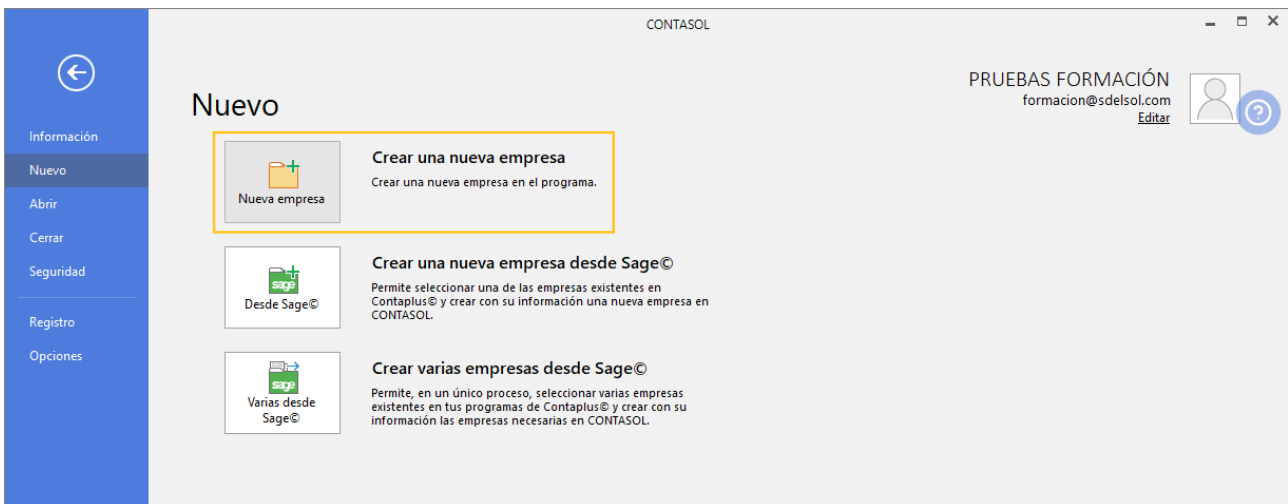 CONTASOL
PRUEBAS FORMACIÓN
formacion@sdelsol.com
Editar
Información
Nuevo
Abrir
Cerrar
Seguridad
Registro
Opciones
Nuevo
Nueva empresa
Crear una nueva empresa
Crear una nueva empresa en el programa.
sage
Desde Sage©
Crear una nueva empresa desde Sage©
Permite seleccionar una de las empresas existentes en
Contaplus© y crear con su información una nueva empresa en
CONTASOL.
sage
Varias desde
Sage©
Crear varias empresas desde Sage©
Permite, en un único proceso, seleccionar varias empresas
existentes en tus programas de Contaplus© y crear con su
información las empresas necesarias en CONTASOL.